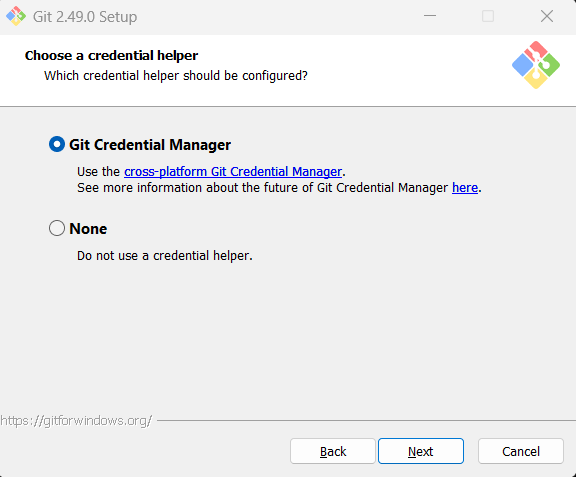 Git 2.49.0 Setup
Choose a credential helper
Which credential helper should be configured?
Git Credential Manager
Use the cross-platform Git Credential Manager.
See more information about the future of Git Credential Manager here.
None
Do not use a credential helper.
https://gitforwindows.org/
Back Next Cancel